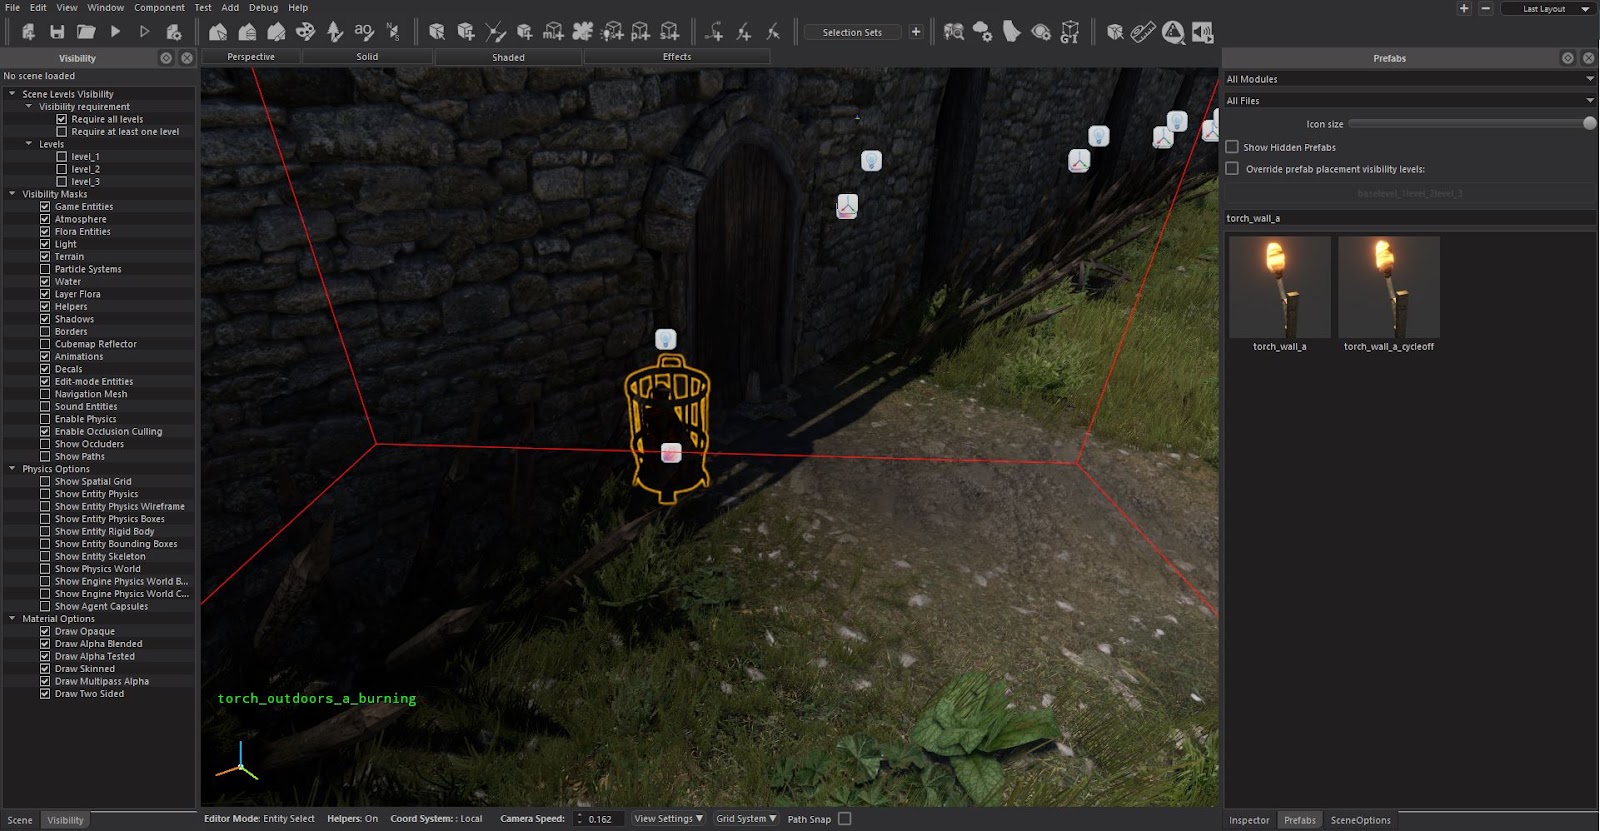 File Edit View Window Component Test Add Debug Help
Last Layout
Selection Sets
Visibility
No scene loaded
Scene Levels Visibility
Visibility requirement
Require all levels
Require at least one level
Levels
level_1
level_2
level_3
Visibility Masks
Game Entities
Atmosphere
Flora Entities
Light
Terrain
Particle Systems
Water
Layer Flora
Helpers
Shadows
Borders
Cubemap Reflector
Animations
Decals
Edit-mode Entities
Navigation Mesh
Sound Entities
Enable Physics
Enable Occlusion Culling
Show Occluders
Show Paths
Physics Options
Show Spatial Grid
Show Entity Physics
Show Entity Physics Wireframe
Show Entity Physics Boxes
Show Entity Rigid Body
Show Entity Bounding Boxes
Show Entity Skeleton
Show Physics World
Show Engine Physics World B...
Show Engine Physics World C...
Show Agent Capsules
Material Options
Draw Opaque
Draw Alpha Blended
Draw Alpha Tested
Draw Skinned
Draw Multipass Alpha
Draw Two Sided
Scene Visibility
Perspective Solid Shaded Effects
torch_outdoors_a_burning
Editor Mode: Entity Select Helpers: On Coord System: : Local Camera Speed: 0.162 View Settings Grid System Path Snap
Prefabs
All Modules
All Files
Icon size
Show Hidden Prefabs
Override prefab placement visibility levels:
baselevel_1level_2level_3
torch_wall_a
torch_wall_a torch_wall_a_cycleoff
Inspector Prefabs SceneOptions